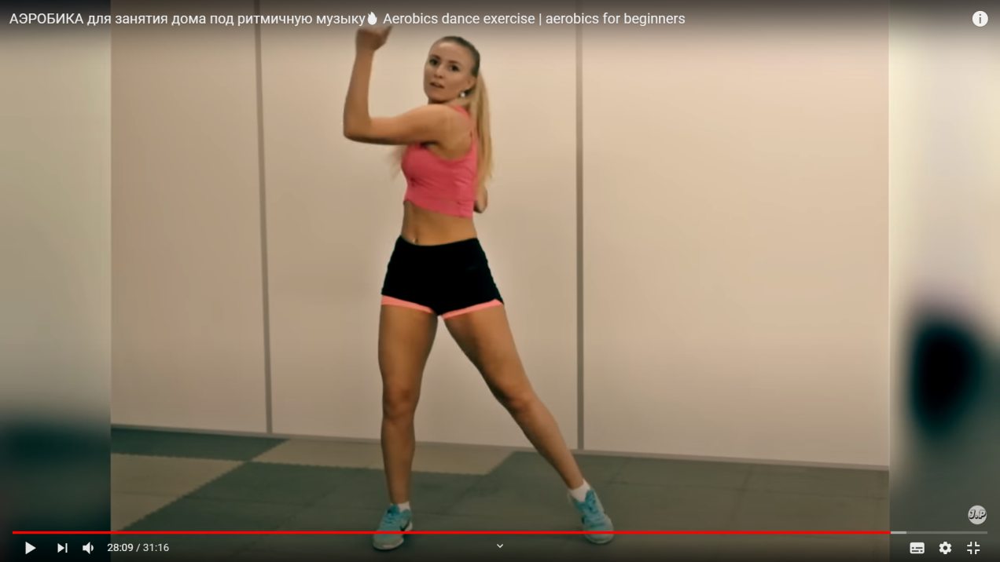 АЭРОБИКА для занятия дома под ритмичную музыку🔥 Aerobics dance exercise | aerobics for beginners
28:09 / 31:16